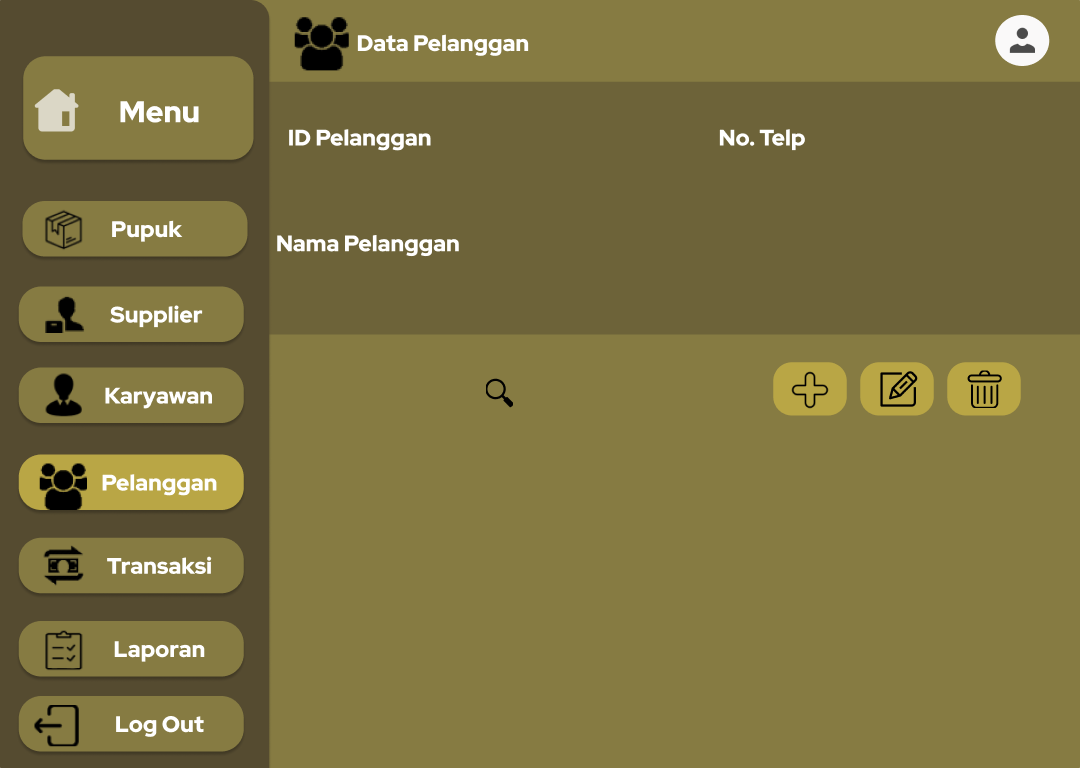 Menu
Pupuk
Supplier
Karyawan
Pelanggan
Transaksi
Laporan
Log Out
Data Pelanggan
ID Pelanggan
No. Telp
Nama Pelanggan